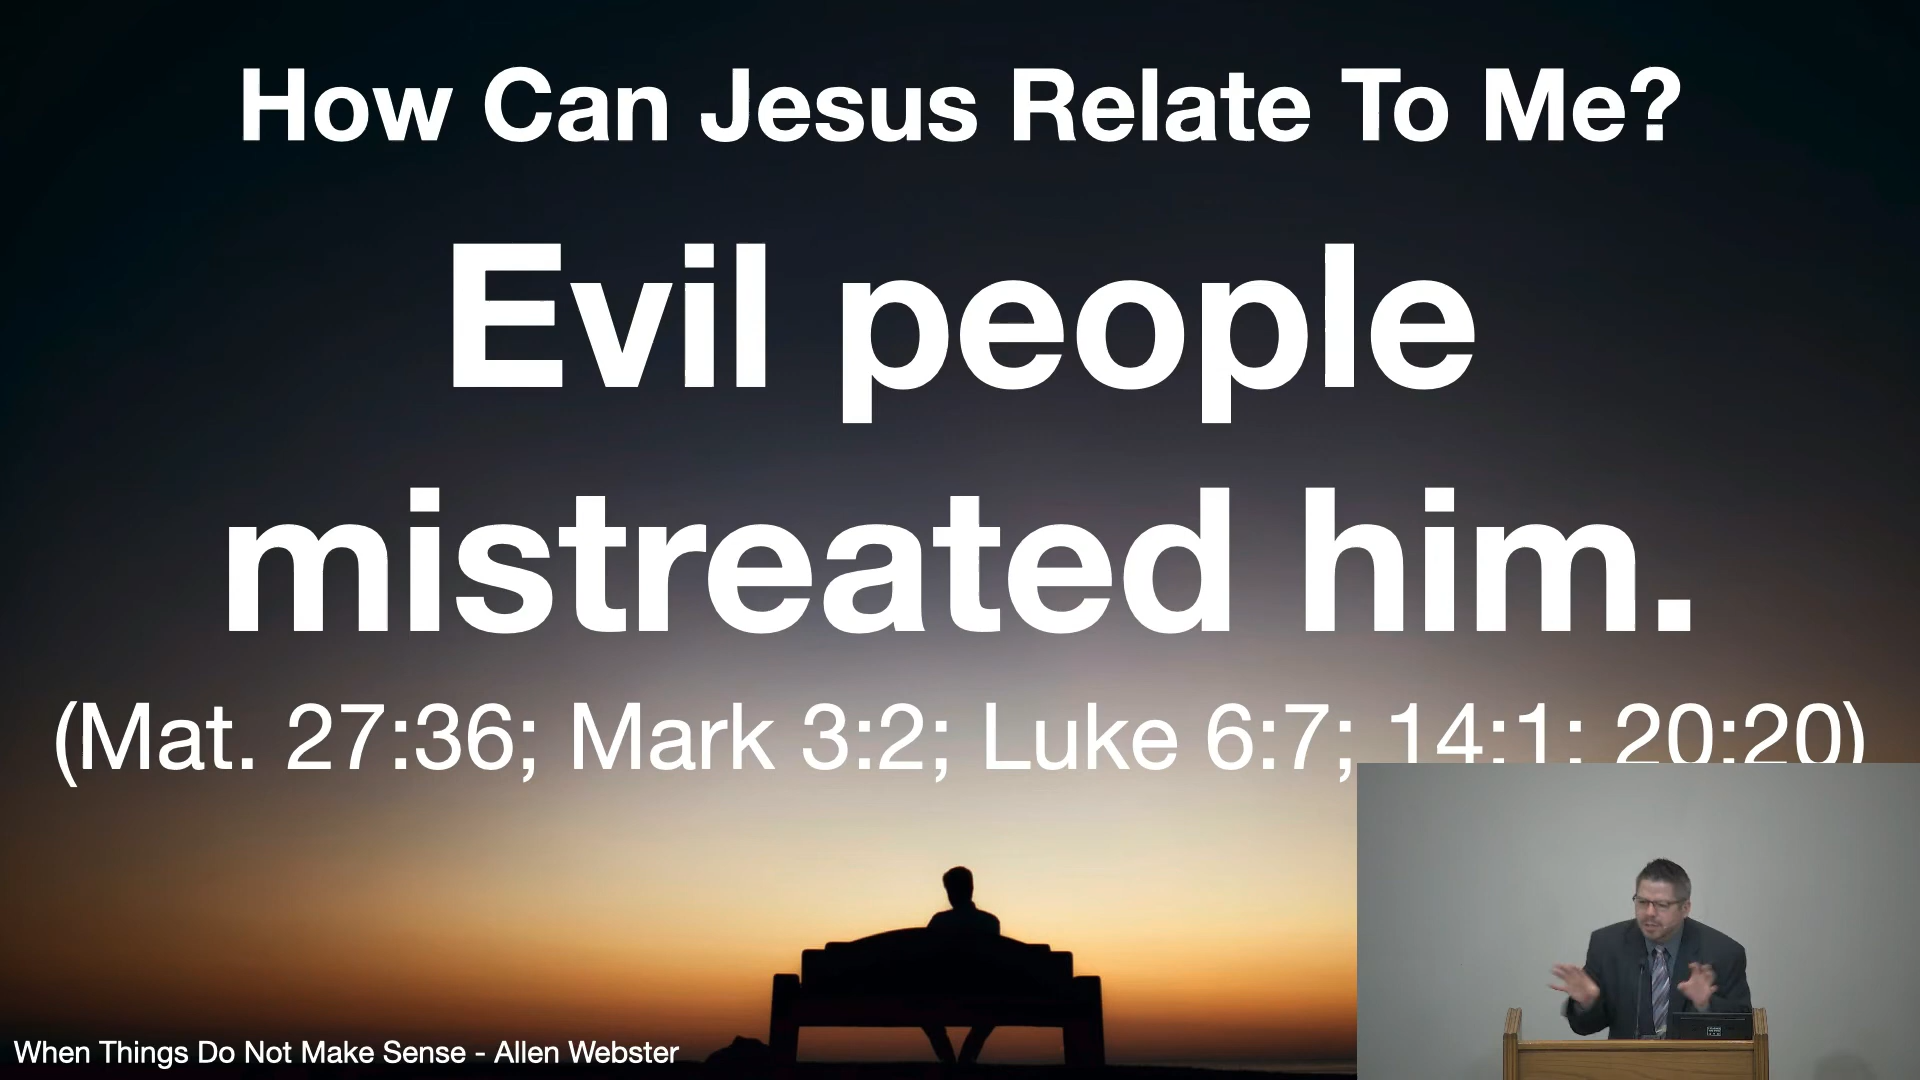 How Can Jesus Relate To Me?
Evil people
mistreated him.
(Mat. 27:36; Mark 3:2; Luke 6:7; 14:1; 20:20)
When Things Do Not Make Sense - Allen Webster